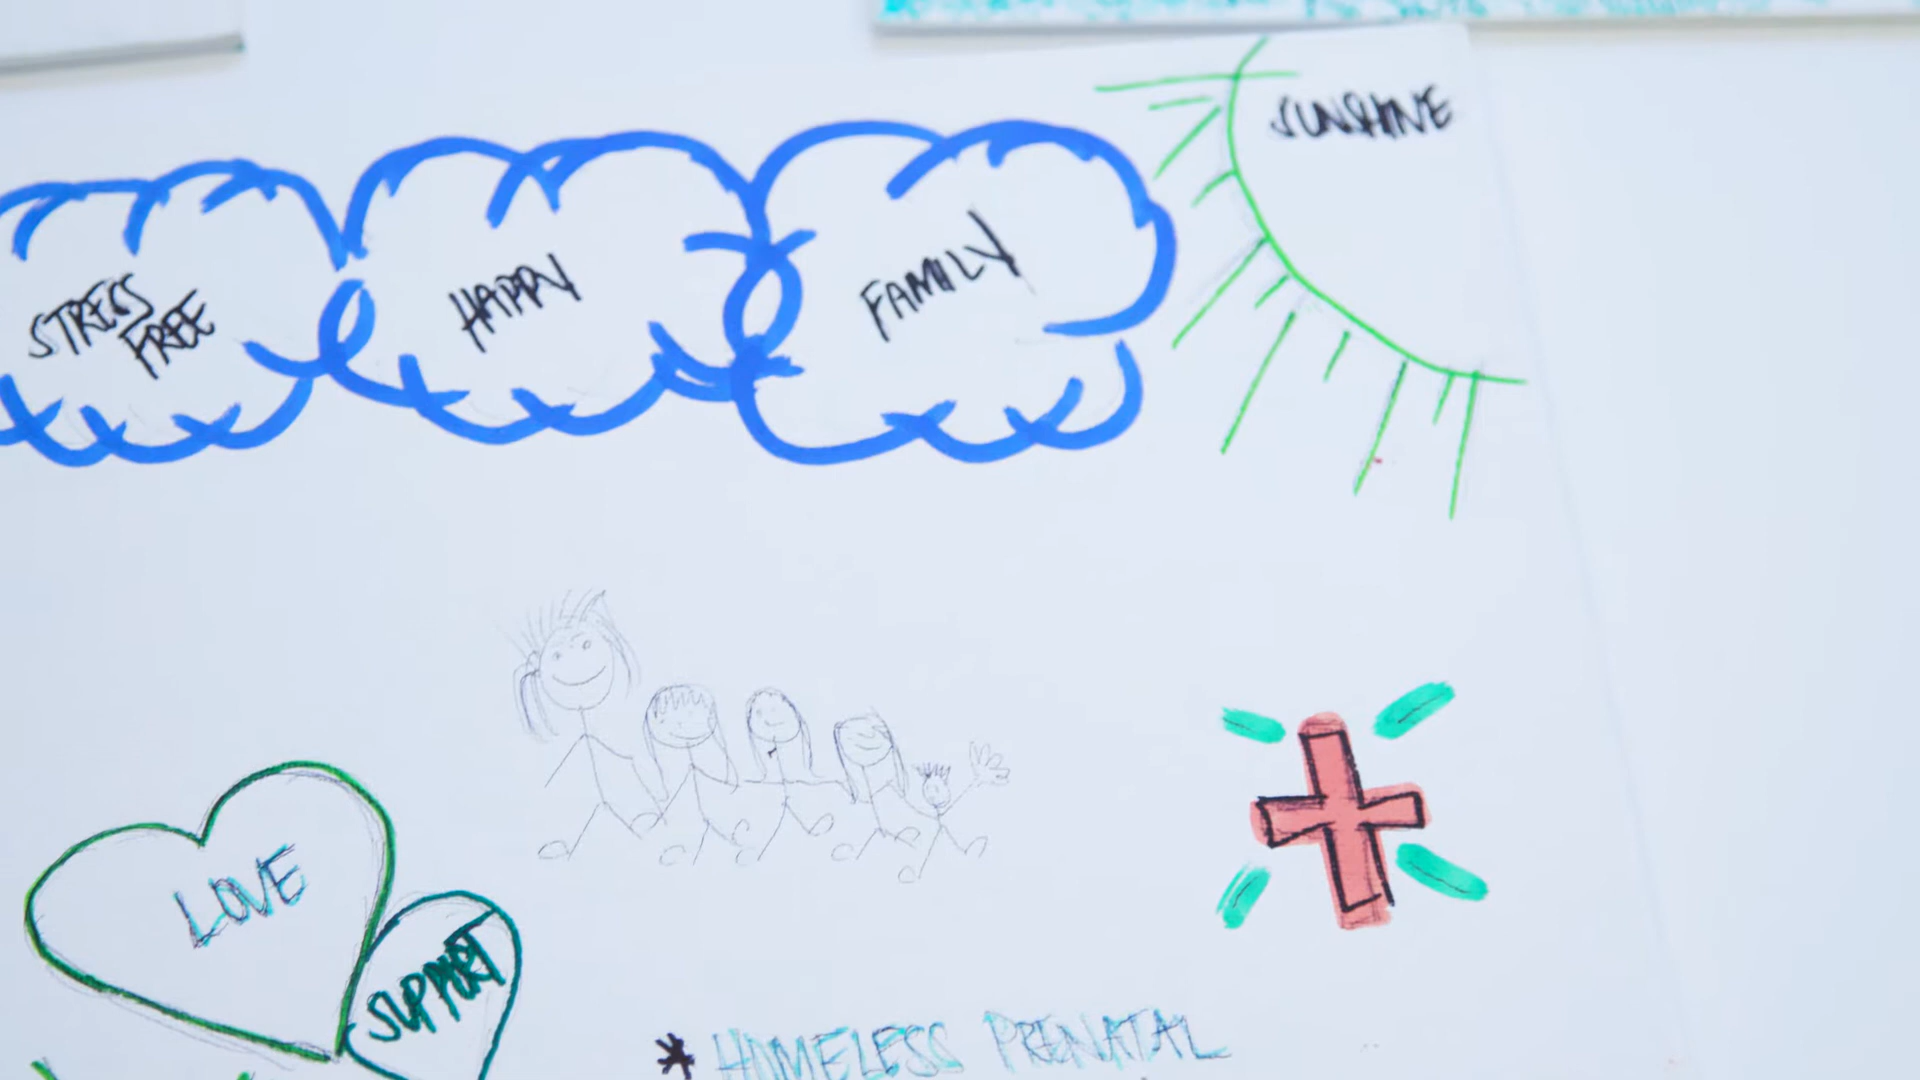 SUNSHINE
STRESS
FREE
HAPPY
FAMILY
LOVE
SUPPORT
* HOMELESS PRENATAL